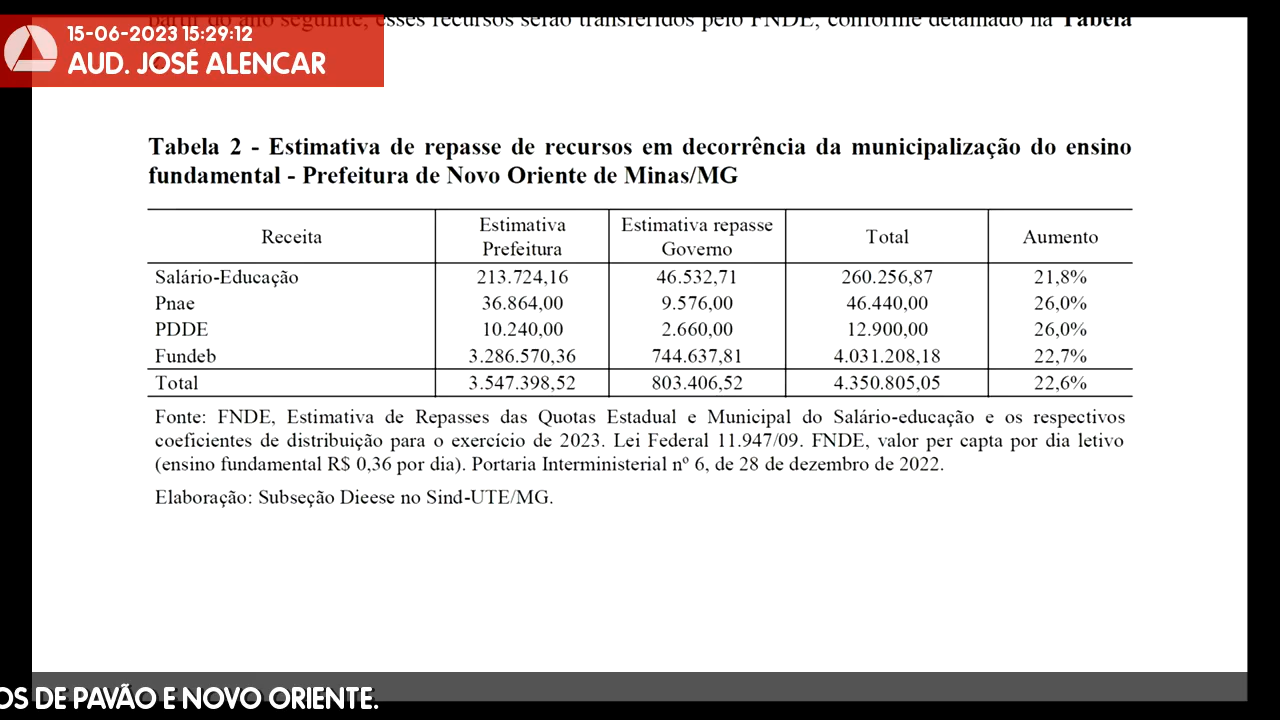 partir do ano seguinte, esses recursos serão transferidos pelo FNDE, conforme detalhado na Tabela
15-06-2023 15:29:12
AUD. JOSÉ ALENCAR
Tabela 2 - Estimativa de repasse de recursos em decorrência da municipalização do ensino
fundamental - Prefeitura de Novo Oriente de Minas/MG
Receita Estimativa Prefeitura Estimativa repasse Governo Total Aumento
Salário-Educação 213.724,16 46.532,71 260.256,87 21,8%
Pnae 36.864,00 9.576,00 46.440,00 26,0%
PDDE 10.240,00 2.660,00 12.900,00 26,0%
Fundeb 3.286.570,36 744.637,81 4.031.208,18 22,7%
Total 3.547.398,52 803.406,52 4.350.805,05 22,6%
Fonte: FNDE, Estimativa de Repasses das Quotas Estadual e Municipal do Salário-educação e os respectivos
coeficientes de distribuição para o exercício de 2023. Lei Federal 11.947/09. FNDE, valor per capta por dia letivo
(ensino fundamental R$ 0,36 por dia). Portaria Interministerial nº 6, de 28 de dezembro de 2022.
Elaboração: Subseção Dieese no Sind-UTE/MG.
OS DE PAVÃO E NOVO ORIENTE.